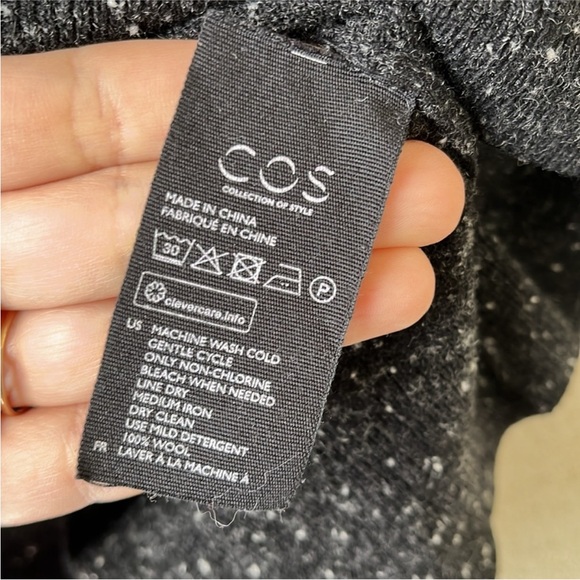 COS
COLLECTION OF STYLE
MADE IN CHINA
FABRIQUÉ EN CHINE
30 P
clevercare.info
US MACHINE WASH COLD
GENTLE CYCLE
ONLY NON-CHLORINE
BLEACH WHEN NEEDED
LINE DRY
MEDIUM IRON
DRY CLEAN
USE MILD DETERGENT
100% WOOL
FR LAVER À LA MACHINE À